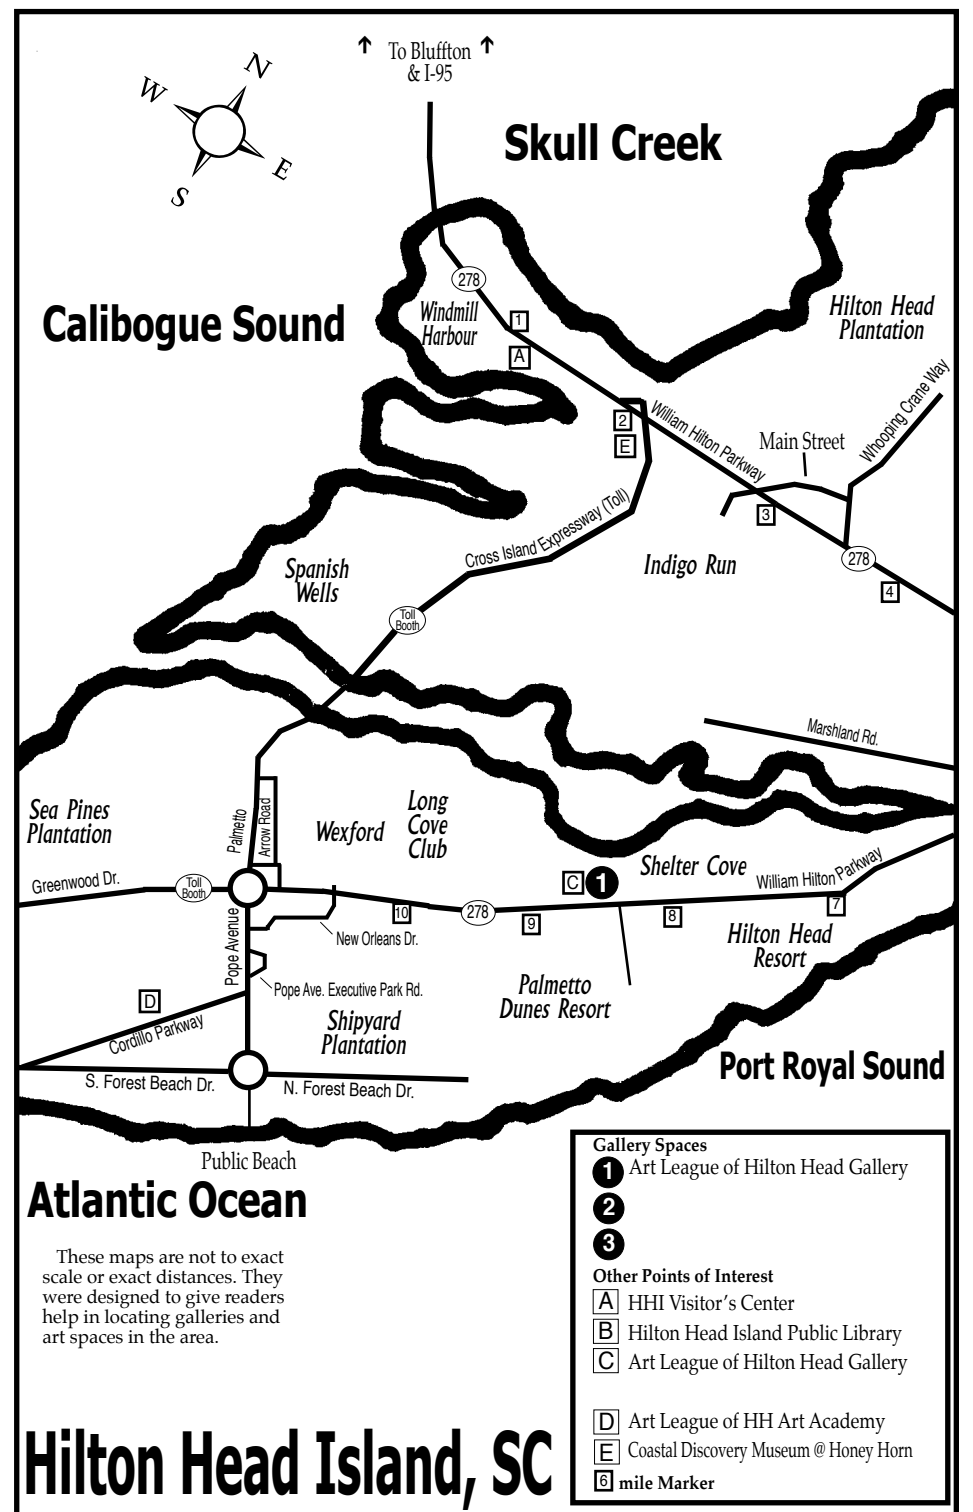 To Bluffton
& I-95
N
W
E
S
Skull Creek
278
Windmill
Harbour
1
A
Calibogue Sound
Hilton Head
Plantation
2
E
William Hilton Parkway
Main Street
Whooping Crane Way
3
Cross Island Expressway (Toll)
Indigo Run
278
4
Spanish
Wells
Toll
Booth
Marshland Rd.
Sea Pines
Plantation
Palmetto
Arrow Road
Wexford
Long
Cove
Club
Shelter Cove
William Hilton Parkway
Greenwood Dr.
Toll
Booth
C
1
10
278
9
8
7
New Orleans Dr.
Pope Avenue
Hilton Head
Resort
Pope Ave. Executive Park Rd.
Palmetto
Dunes Resort
D
Cordillo Parkway
Shipyard
Plantation
Port Royal Sound
S. Forest Beach Dr.
N. Forest Beach Dr.
Public Beach
Atlantic Ocean
These maps are not to exact
scale or exact distances. They
were designed to give readers
help in locating galleries and
art spaces in the area.
Hilton Head Island, SC
Gallery Spaces
1 Art League of Hilton Head Gallery
2
3
Other Points of Interest
A HHI Visitor's Center
B Hilton Head Island Public Library
C Art League of Hilton Head Gallery
D Art League of HH Art Academy
E Coastal Discovery Museum @ Honey Horn
6 mile Marker